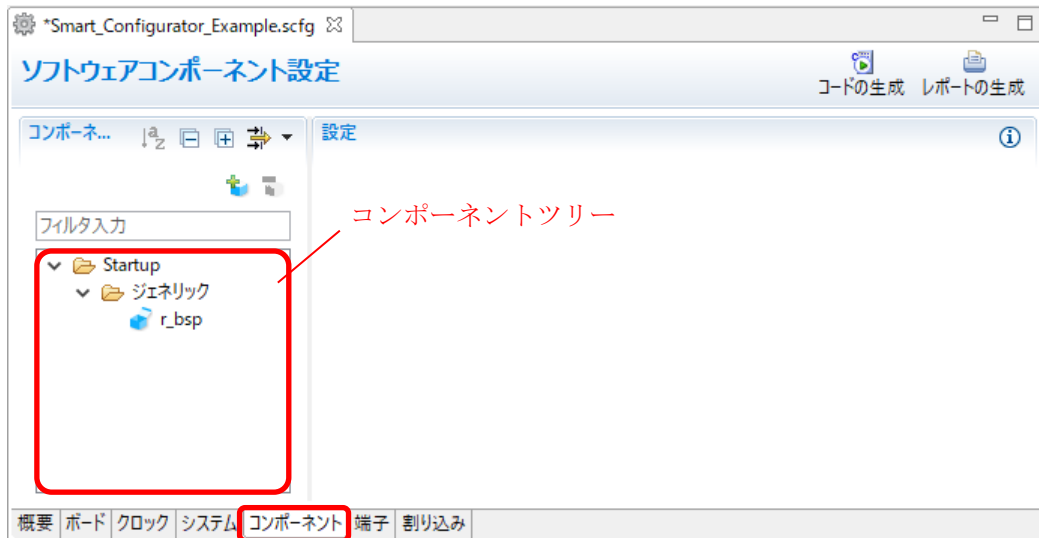 *Smart_Configurator_Example.scfg
ソフトウェアコンポーネント設定
コードの生成 レポートの生成
コンポーネ... 設定
フィルタ入力
コンポーネントツリー
Startup
ジェネリック
r_bsp
概要 ボード クロック システム コンポーネント 端子 割り込み